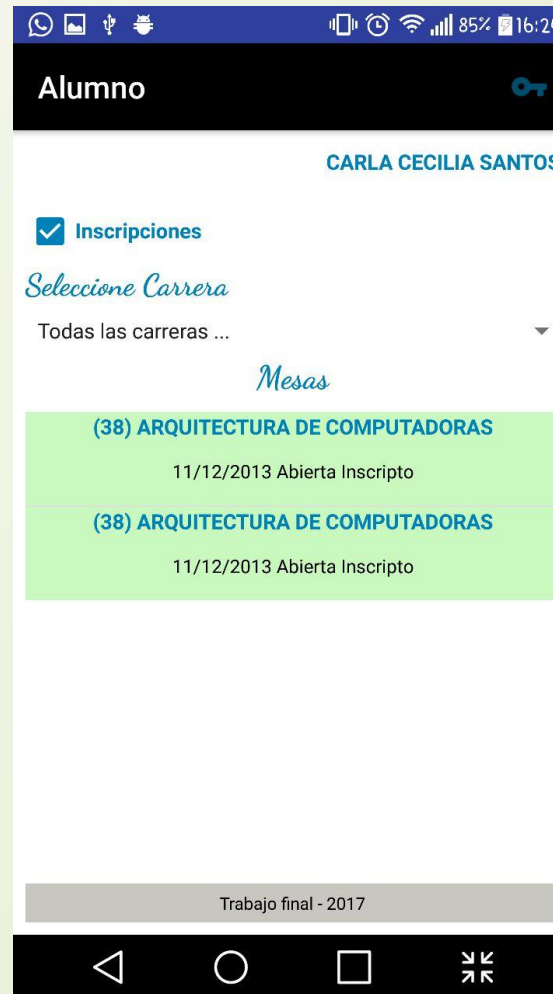 85% 16:20
Alumno
CARLA CECILIA SANTOS
Inscripciones
Seleccione Carrera
Todas las carreras ...
Mesas
(38) ARQUITECTURA DE COMPUTADORAS
11/12/2013 Abierta Inscripto
(38) ARQUITECTURA DE COMPUTADORAS
11/12/2013 Abierta Inscripto
Trabajo final - 2017